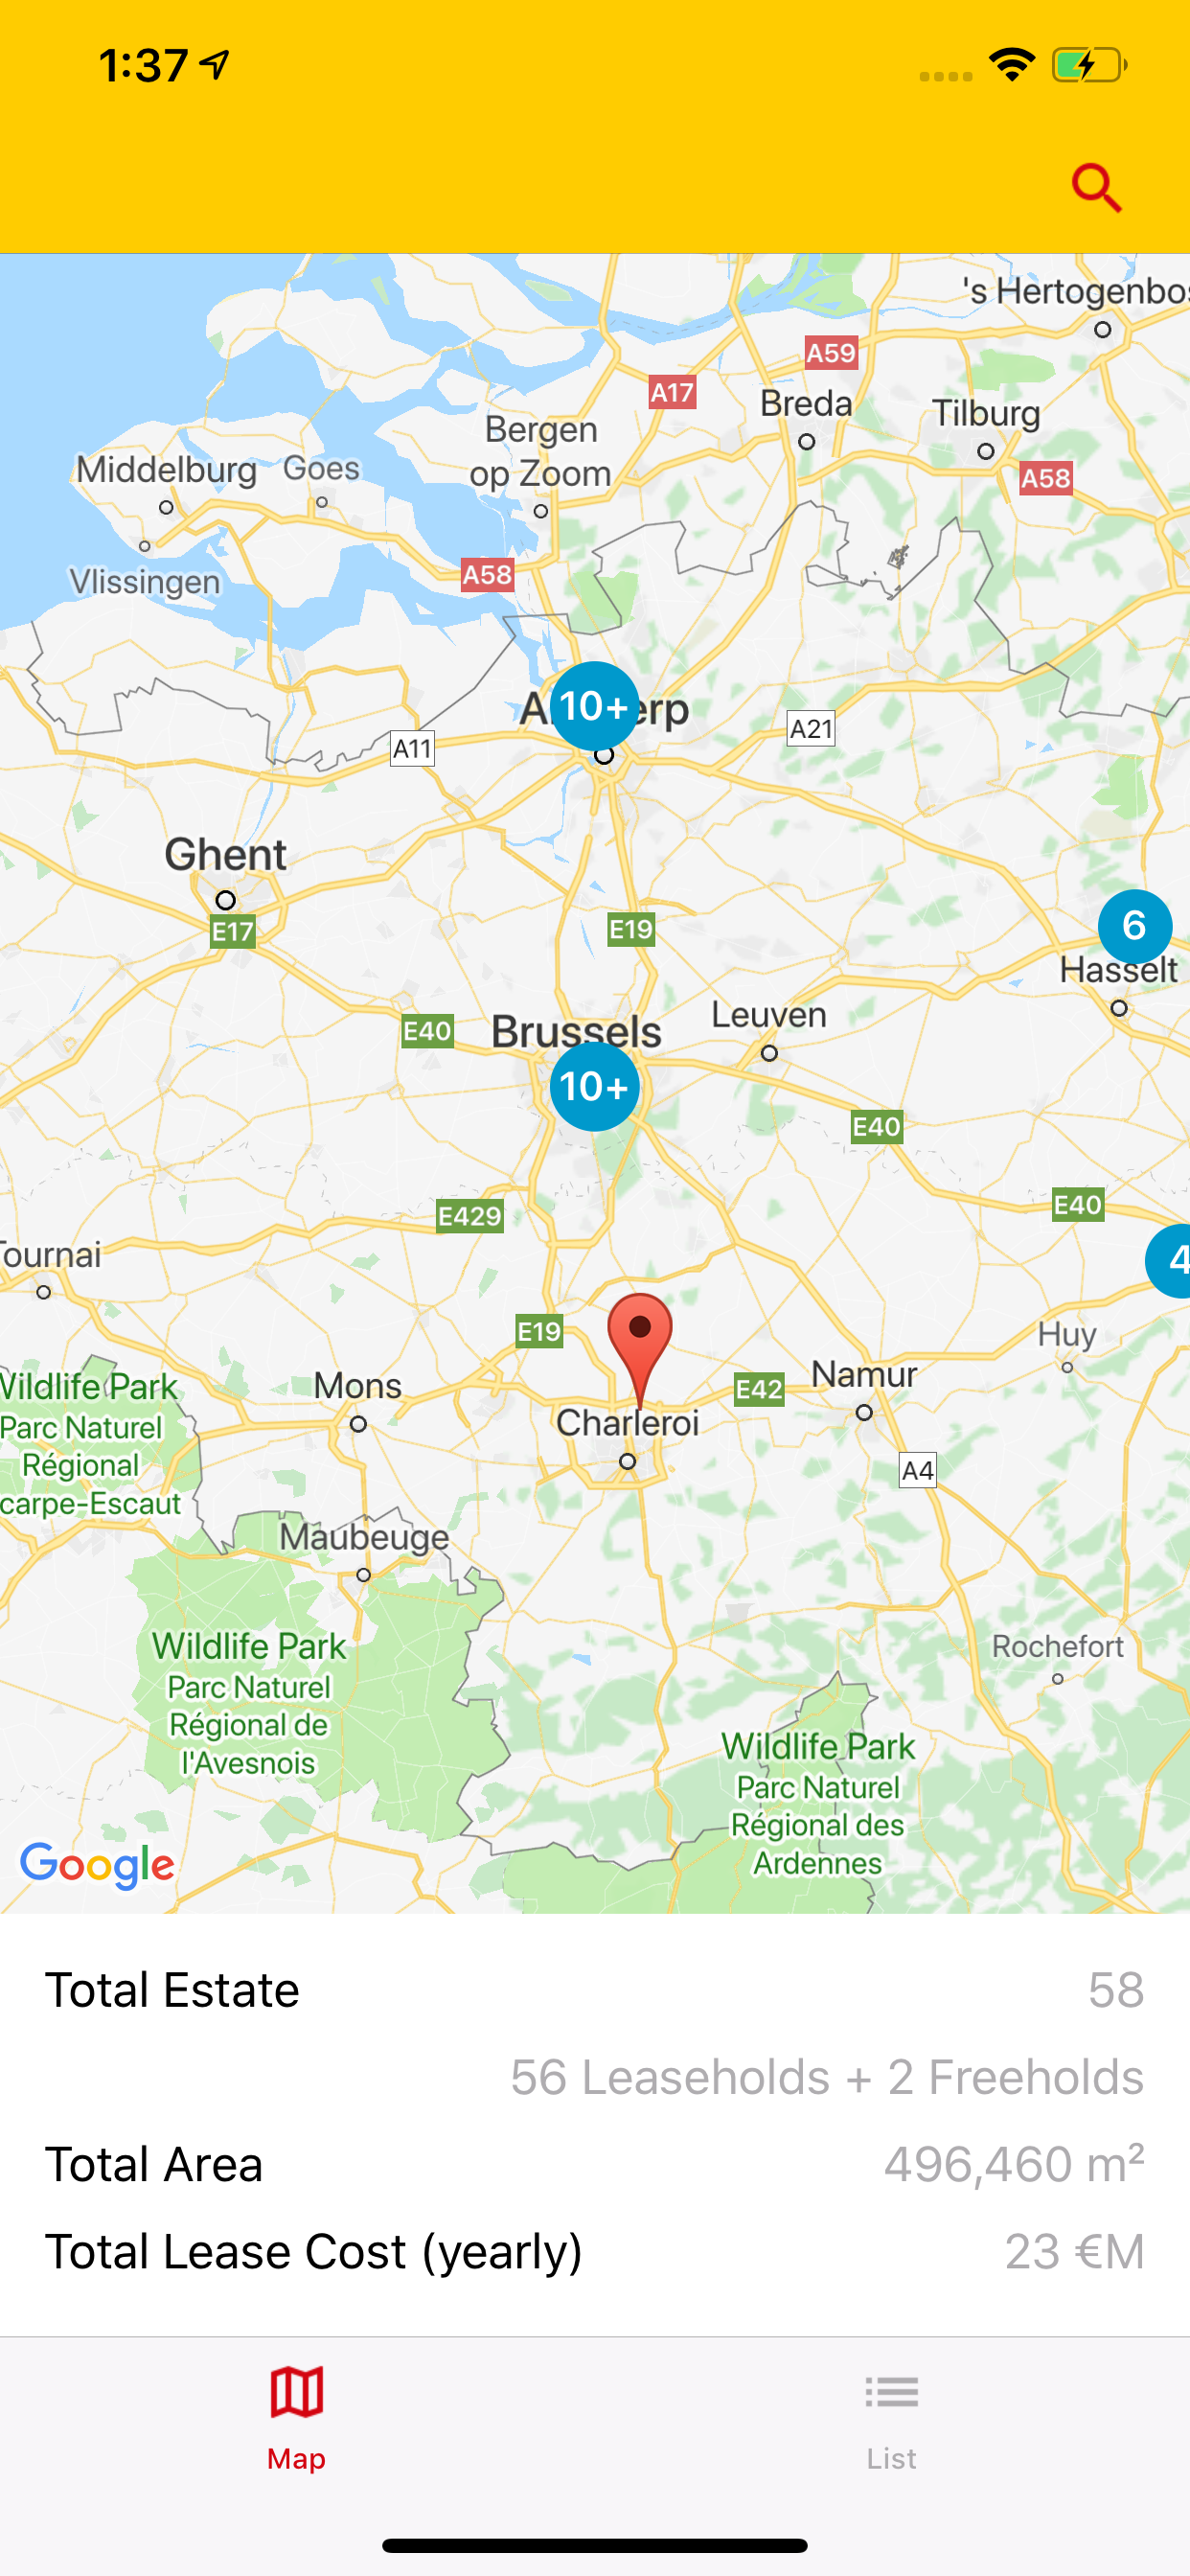 1:37
's Hertogenbos
A59
A17
Breda
Tilburg
Bergen
op Zoom
A58
Middelburg
Goes
A58
Vlissingen
10+
A21
A11
Ghent
E17
E19
6
Hasselt
Leuven
E40
Brussels
10+
E40
E40
E429
Tournai
4
E19
Huy
Mons
Namur
E42
Charleroi
Wildlife Park
Parc Naturel
Régional
carpe-Escaut
A4
Maubeuge
Wildlife Park
Parc Naturel
Régional de
l'Avesnois
Rochefort
Wildlife Park
Parc Naturel
Régional des
Ardennes
Google
Total Estate 58
56 Leaseholds + 2 Freeholds
Total Area 496,460 m²
Total Lease Cost (yearly) 23 €M
Map List